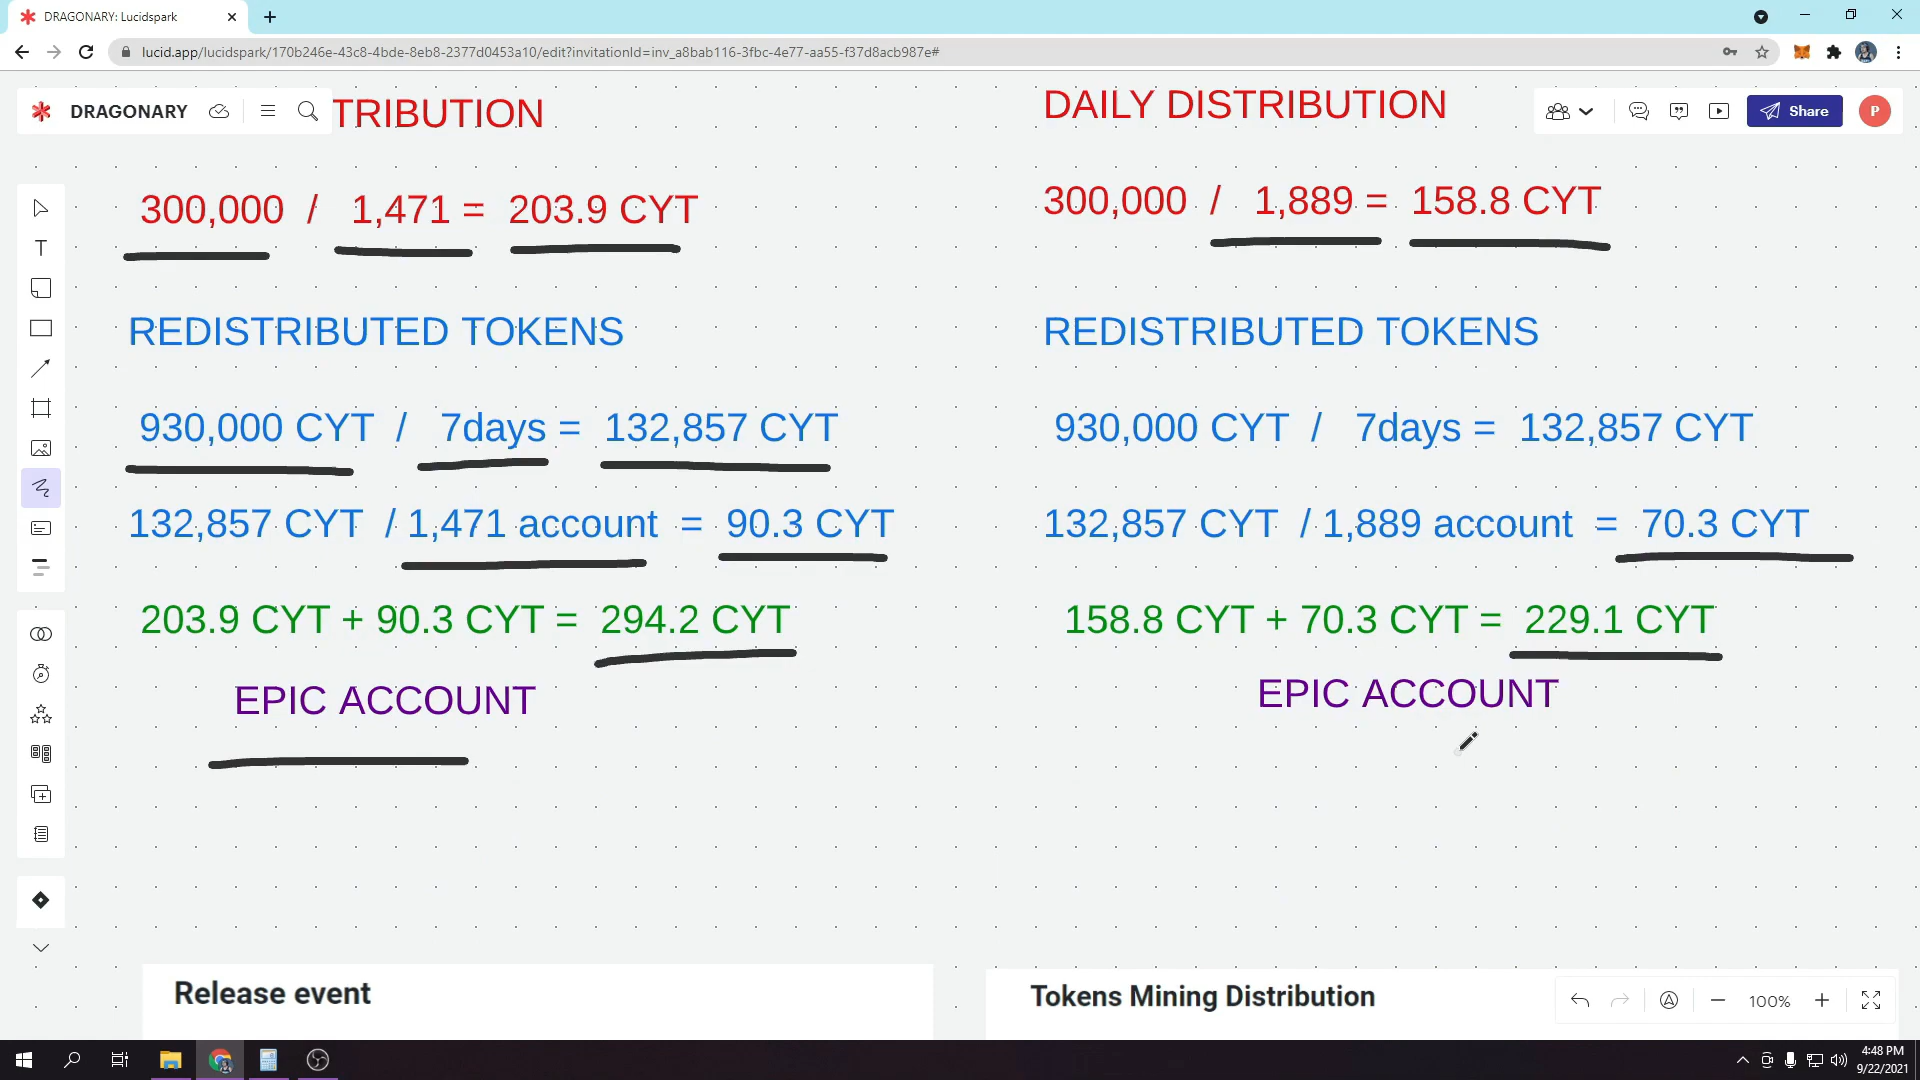 DRAGONARY: Lucidspark
lucid.app/lucidspark/170b246e-43c8-4bde-8eb8-2377d0453a10/edit?invitationId=inv_a8bab116-3fbc-4e77-aa55-f37d8acb987e#
DRAGONARY
Share
P
TRIBUTION
300,000 / 1,471 = 203.9 CYT
REDISTRIBUTED TOKENS
930,000 CYT / 7days = 132,857 CYT
132,857 CYT / 1,471 account = 90.3 CYT
203.9 CYT + 90.3 CYT = 294.2 CYT
EPIC ACCOUNT
Release event
DAILY DISTRIBUTION
300,000 / 1,889 = 158.8 CYT
REDISTRIBUTED TOKENS
930,000 CYT / 7days = 132,857 CYT
132,857 CYT / 1,889 account = 70.3 CYT
158.8 CYT + 70.3 CYT = 229.1 CYT
EPIC ACCOUNT
Tokens Mining Distribution
100%
4:48 PM
9/22/2021